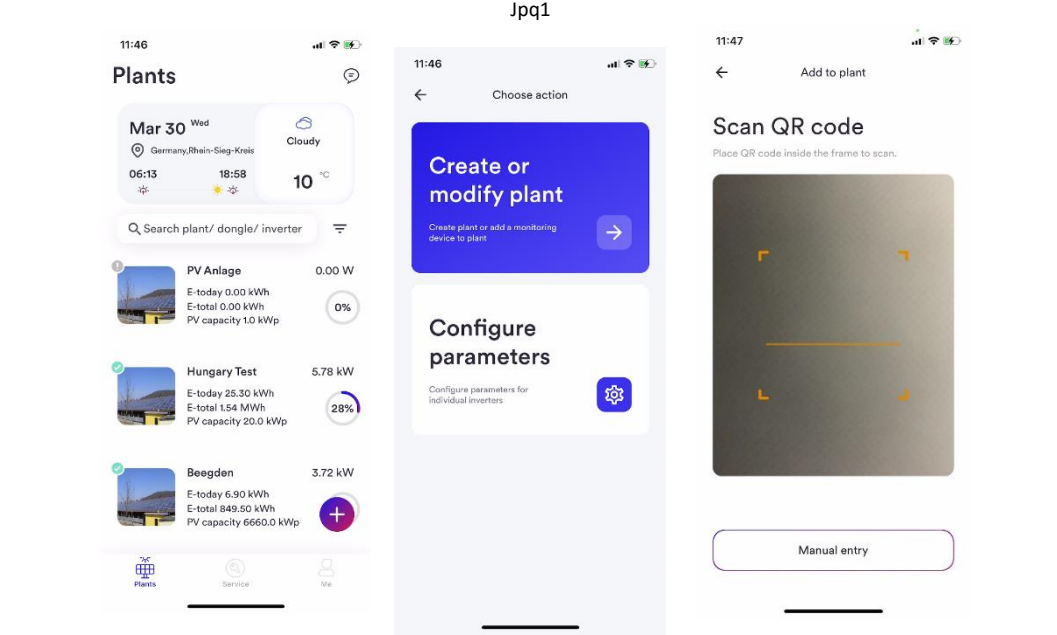 Jpq1
11:46
Plants
Mar 30 Wed
Germany,Rhein-Sieg-Kreis
06:13 18:58
Cloudy
10 °C
Search plant/ dongle/ inverter
PV Anlage 0.00 W
E-today 0.00 kWh
E-total 0.00 kWh
PV capacity 1.0 kWp
0%
Hungary Test 5.78 kW
E-today 25.30 kWh
E-total 1.54 MWh
PV capacity 20.0 kWp
28%
Beegden 3.72 kW
E-today 6.90 kWh
E-total 849.50 kWh
PV capacity 6660.0 kWp
Plants Service Me
11:46
Choose action
Create or
modify plant
Create plant or add a monitoring
device to plant
Configure
parameters
Configure parameters for
individual inverters
11:47
Add to plant
Scan QR code
Place QR code inside the frame to scan.
Manual entry